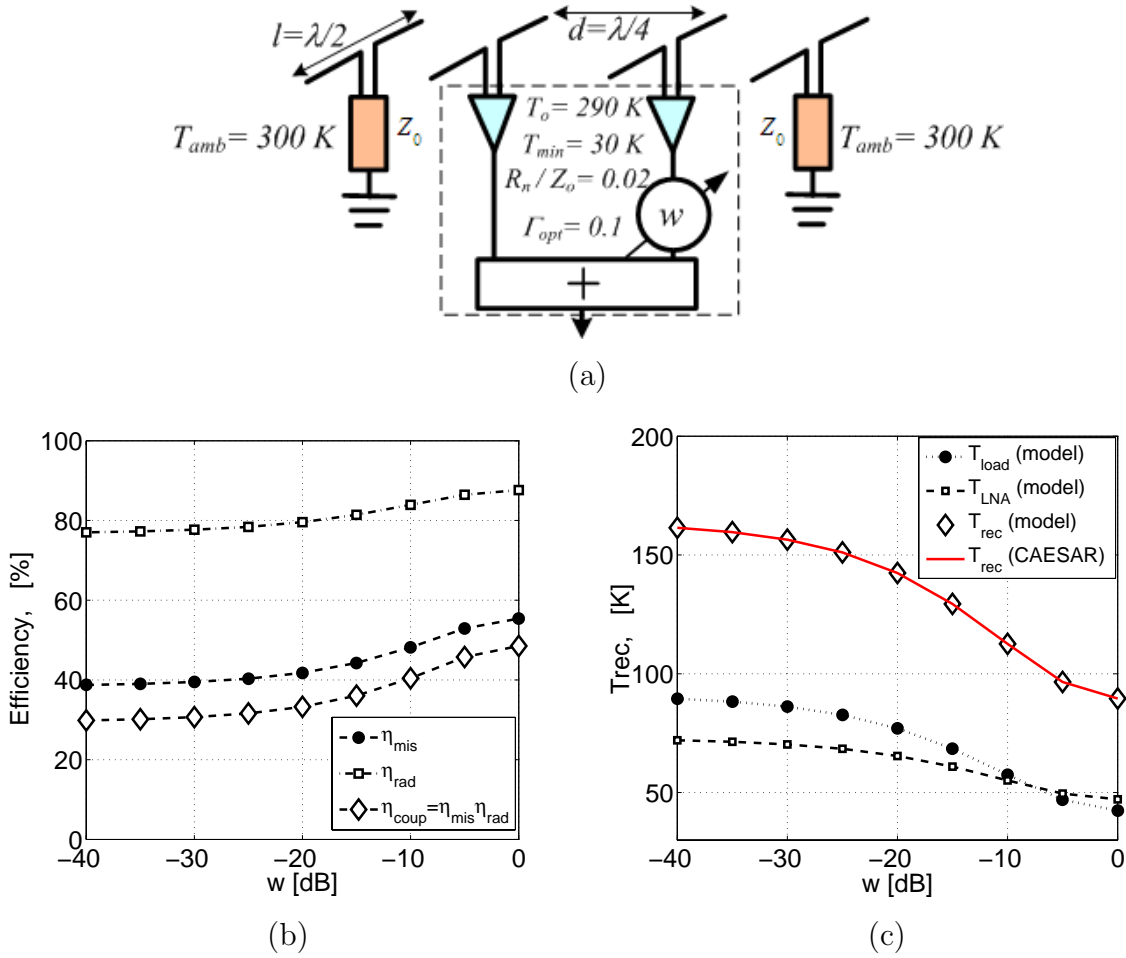 l=λ/2
d=λ/4
T_amb= 300 K
Z_0
T_o= 290 K
T_min= 30 K
R_n / Z_o= 0.02
Γ_opt= 0.1
w
+
Z_0
T_amb= 300 K
(a)
Efficiency, [%]
100
80
60
40
20
0
−40
−30
−20
−10
0
w [dB]
η_mis
η_rad
η_coup=η_mis η_rad
(b)
Trec, [K]
200
150
100
50
−40
−30
−20
−10
0
w [dB]
T_load (model)
T_LNA (model)
T_rec (model)
T_rec (CAESAR)
(c)